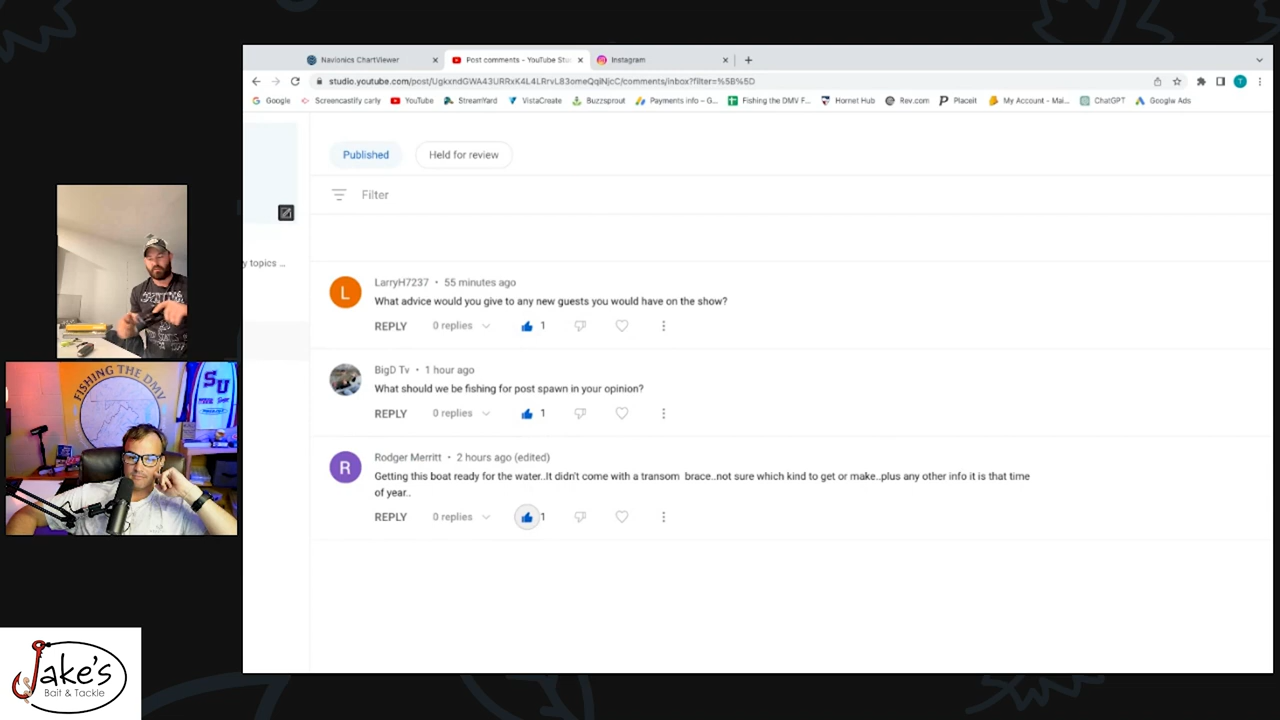 Navionics ChartViewer
Post comments - YouTube Stu
Instagram
studio.youtube.com/post/UgkxndGWA43URRxK4L4LRrvL83omeQqiNjcC/comments/inbox?filter=%5B%5D
Google
Screencastify carly
YouTube
StreamYard
VistaCreate
Buzzsprout
Payments info – G...
Fishing the DMV F...
Hornet Hub
Rev.com
Placeit
My Account - Mai...
ChatGPT
Google Ads
Published
Held for review
Filter
y topics ...
L
LarryH7237 • 55 minutes ago
What advice would you give to any new guests you would have on the show?
REPLY 0 replies 1
BigD Tv • 1 hour ago
What should we be fishing for post spawn in your opinion?
REPLY 0 replies 1
R
Rodger Merritt • 2 hours ago (edited)
Getting this boat ready for the water..It didn't come with a transom brace..not sure which kind to get or make..plus any other info it is that time
of year..
REPLY 0 replies 1
FISHING THE DMV
SU
Jake's
Bait & Tackle